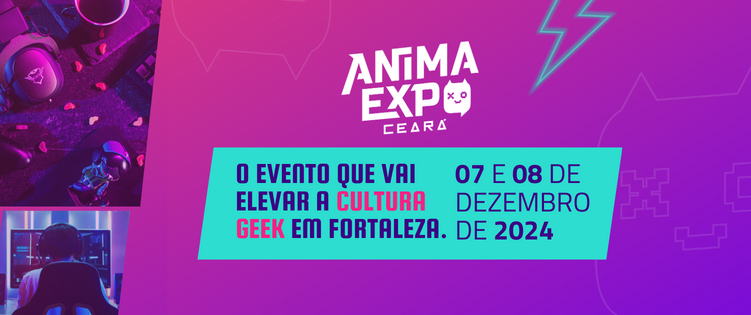 ANIMA
EXPO
CEARÁ
O EVENTO QUE VAI
ELEVAR A CULTURA
GEEK EM FORTALEZA.
07 E 08 DE
DEZEMBRO
DE 2024